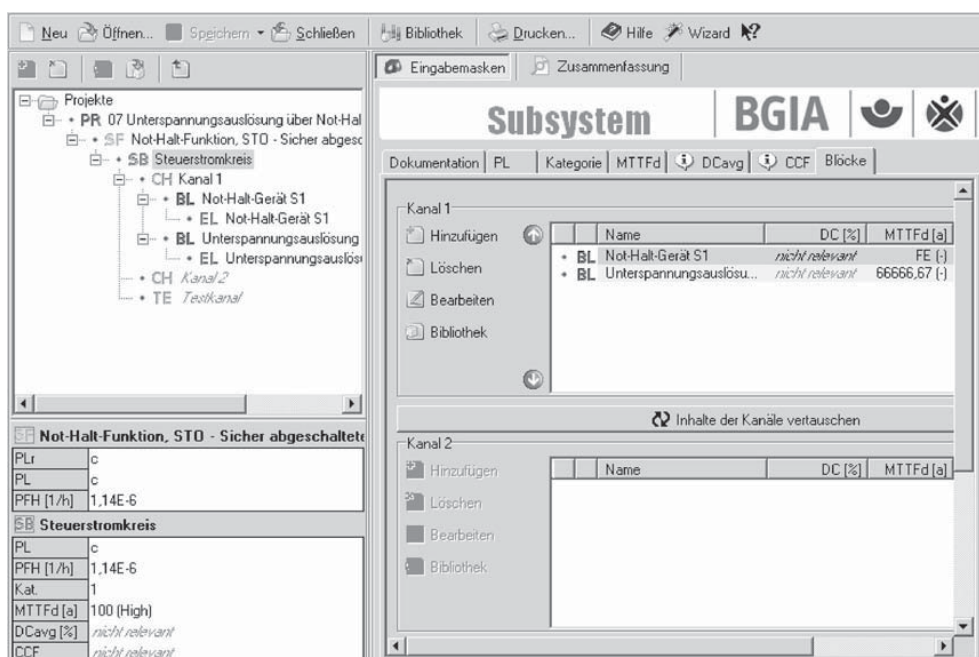 Neu Öffnen... Speichern Schließen Bibliothek Drucken... Hilfe Wizard
Eingabemasken Zusammenfassung
Projekte
PR 07 Unterspannungsauslösung über Not-Hal
SF Not-Halt-Funktion, STO - Sicher abgesc
SB Steuerstromkreis
CH Kanal 1
BL Not-Halt-Gerät S1
EL Not-Halt-Gerät S1
BL Unterspannungsauslösung
EL Unterspannungsauslös
CH Kanal 2
TE Testkanal
SF Not-Halt-Funktion, STO - Sicher abgeschaltete
PLr c
PL c
PFH [1/h] 1,14E-6
SB Steuerstromkreis
PL c
PFH [1/h] 1,14E-6
Kat. 1
MTTFd [a] 100 (High)
DCavg [%] nicht relevant
CCF nicht relevant
Subsystem BGIA
Dokumentation PL Kategorie MTTFd DCavg CCF Blöcke
Kanal 1
Hinzufügen
Löschen
Bearbeiten
Bibliothek
Name DC [%] MTTFd [a]
BL Not-Halt-Gerät S1 nicht relevant FE (-)
BL Unterspannungsauslösu... nicht relevant 66666,67 (-)
Inhalte der Kanäle vertauschen
Kanal 2
Hinzufügen
Löschen
Bearbeiten
Bibliothek
Name DC [%] MTTFd [a]